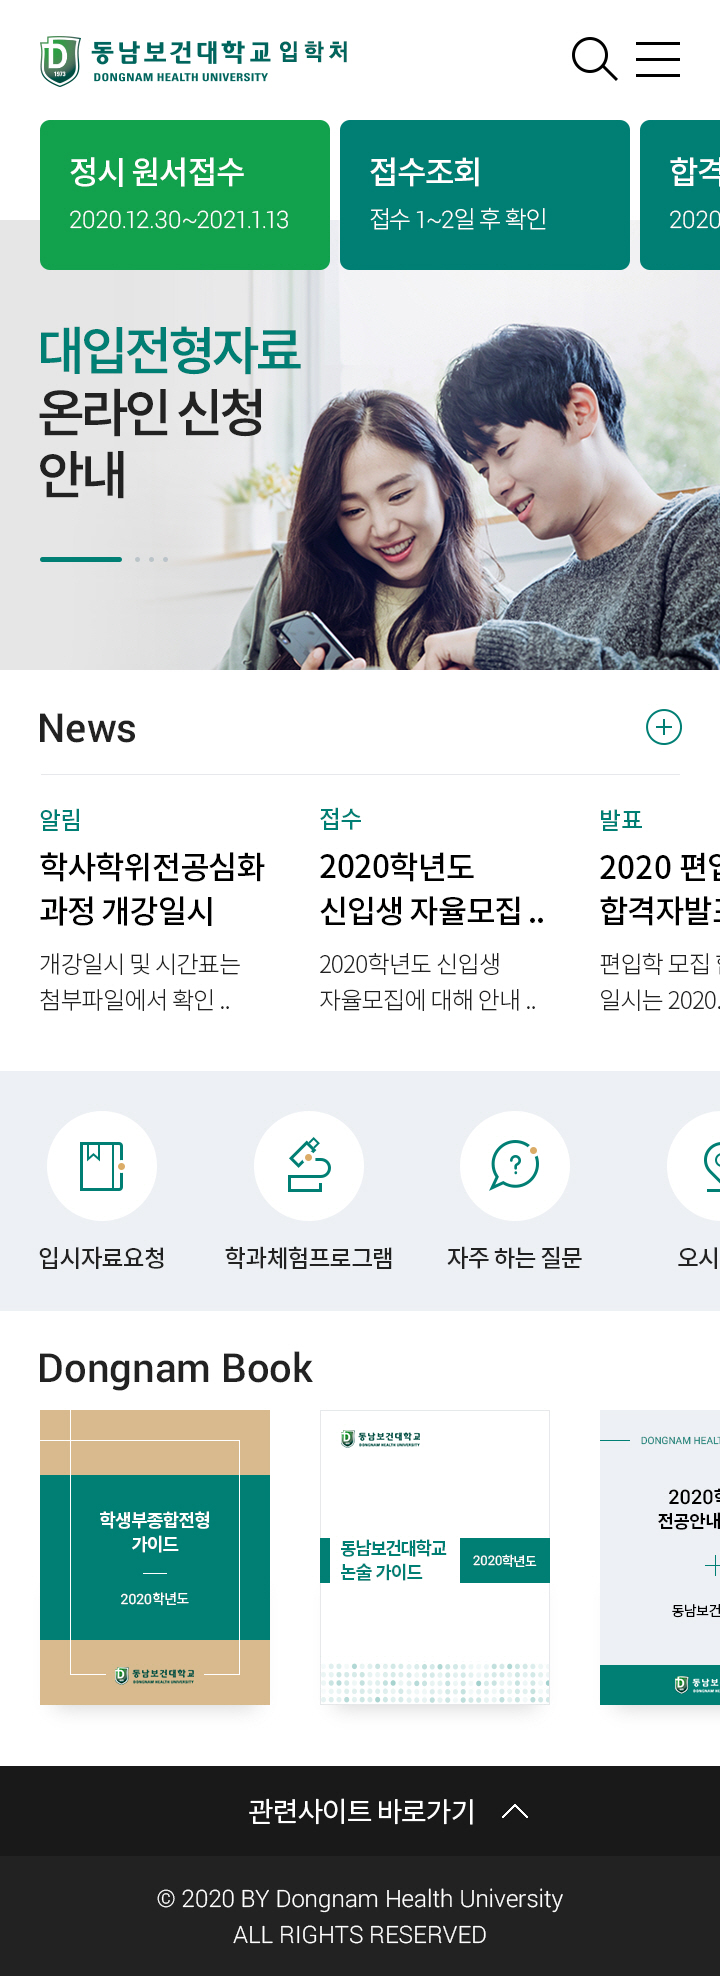 동남보건대학교 입학처
DONGNAM HEALTH UNIVERSITY
1973
정시 원서접수
2020.12.30~2021.1.13
접수조회
접수 1~2일 후 확인
합격
2020
대입전형자료
온라인 신청
안내
News
알림
학사학위전공심화
과정 개강일시
개강일시 및 시간표는
첨부파일에서 확인 ..
접수
2020학년도
신입생 자율모집 ..
2020학년도 신입생
자율모집에 대해 안내 ..
발표
2020 편입
합격자발표
편입학 모집
일시는 2020.
입시자료요청
학과체험프로그램
자주 하는 질문
오시
Dongnam Book
학생부종합전형
가이드
2020학년도
동남보건대학교
DONGNAM HEALTH UNIVERSITY
동남보건대학교
DONGNAM HEALTH UNIVERSITY
동남보건대학교
논술 가이드
2020학년도
DONGNAM HEALT
2020학
전공안내
동남보건
동남보
관련사이트 바로가기
© 2020 BY Dongnam Health University
ALL RIGHTS RESERVED